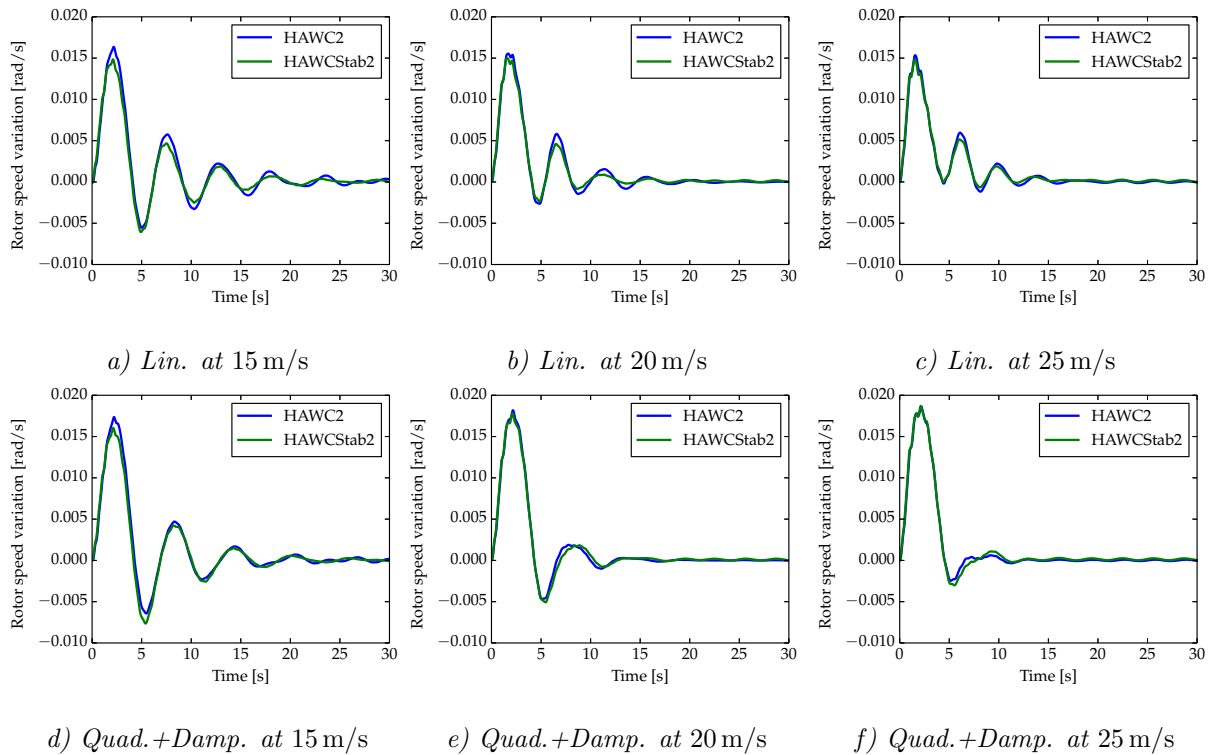 0.020
0.015
0.010
0.005
0.000
−0.005
−0.010
Rotor speed variation [rad/s]
HAWC2
HAWCStab2
0 5 10 15 20 25 30
Time [s]
a) Lin. at 15 m/s
0.020
0.015
0.010
0.005
0.000
−0.005
−0.010
Rotor speed variation [rad/s]
HAWC2
HAWCStab2
0 5 10 15 20 25 30
Time [s]
b) Lin. at 20 m/s
0.020
0.015
0.010
0.005
0.000
−0.005
−0.010
Rotor speed variation [rad/s]
HAWC2
HAWCStab2
0 5 10 15 20 25 30
Time [s]
c) Lin. at 25 m/s
0.020
0.015
0.010
0.005
0.000
−0.005
−0.010
Rotor speed variation [rad/s]
HAWC2
HAWCStab2
0 5 10 15 20 25 30
Time [s]
d) Quad.+Damp. at 15 m/s
0.020
0.015
0.010
0.005
0.000
−0.005
−0.010
Rotor speed variation [rad/s]
HAWC2
HAWCStab2
0 5 10 15 20 25 30
Time [s]
e) Quad.+Damp. at 20 m/s
0.020
0.015
0.010
0.005
0.000
−0.005
−0.010
Rotor speed variation [rad/s]
HAWC2
HAWCStab2
0 5 10 15 20 25 30
Time [s]
f) Quad.+Damp. at 25 m/s